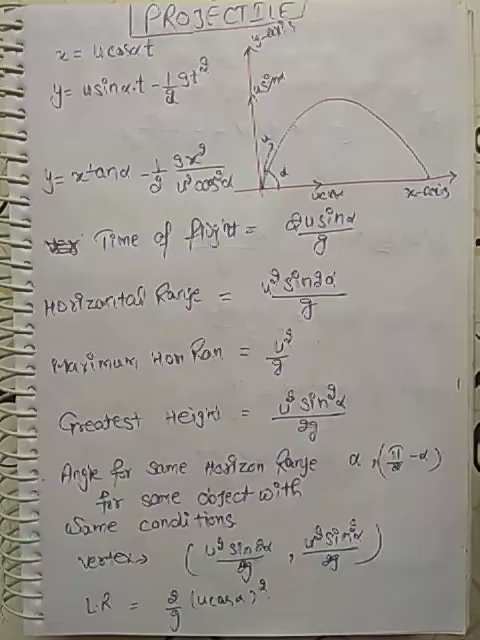 PROJECTILE
x = ucosαt
y = usinα.t - 1/2 gt²
y-axis
usinα
u
α
ucosα
x-axis
y = xtanα - 1/2 gx²/u²cos²α
Time of flight = 2usinα/g
Horizontal Range = u²sin2α/g
Maximum Hori Ran = u²/g
Greatest Height = u²sin²α/2g
Angle for same Horizon Range α, (π/2 - α)
for same object with
same conditions
vertex → (u²sin2α/2g, u²sin²α/2g)
L.R = 2/g (ucosα)²